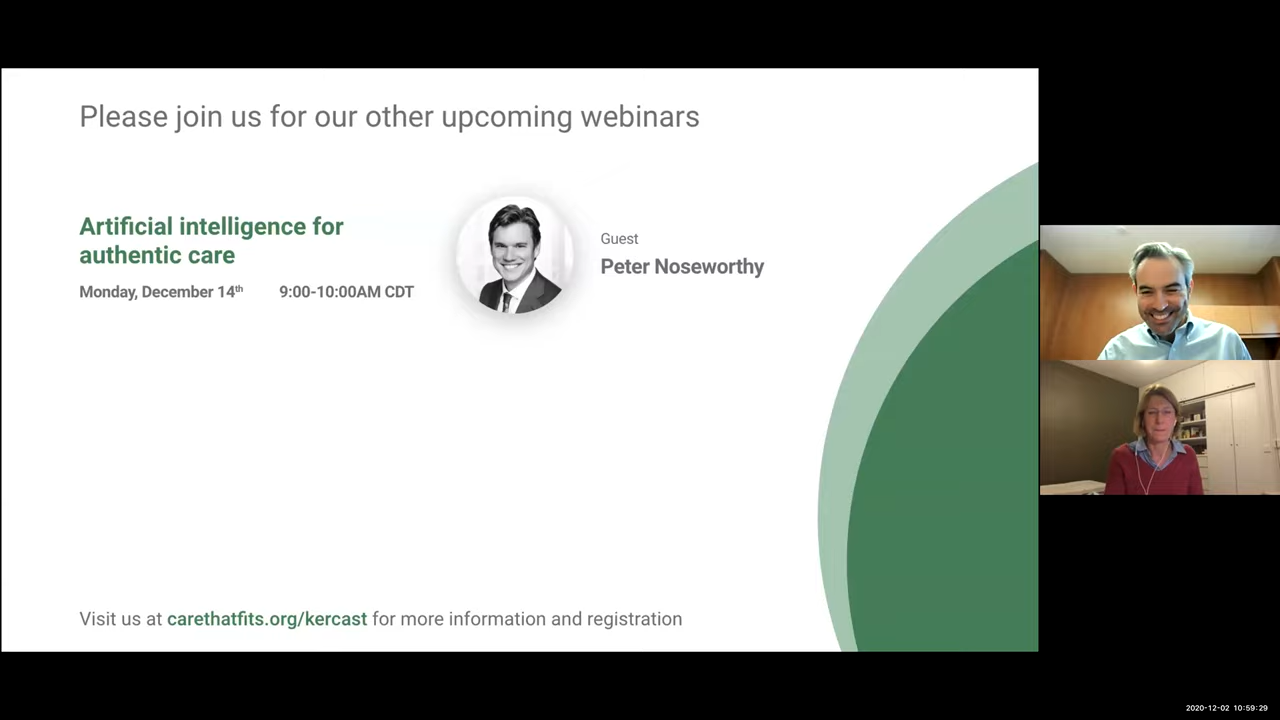 Please join us for our other upcoming webinars
Artificial intelligence for
authentic care
Monday, December 14th 9:00-10:00AM CDT
Guest
Peter Noseworthy
Visit us at carethatfits.org/kercast for more information and registration
2020-12-02 10:59:29